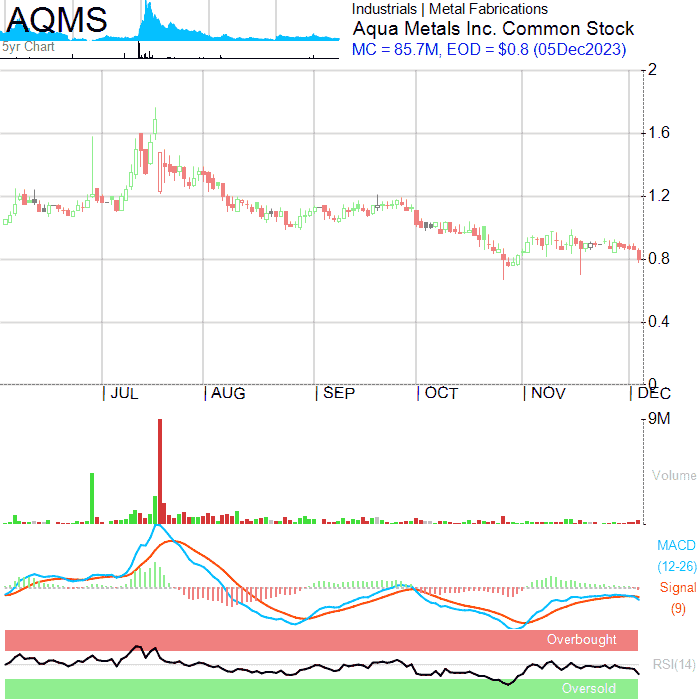 AQMS
5yr Chart
Industrials | Metal Fabrications
Aqua Metals Inc. Common Stock
MC = 85.7M, EOD = $0.8 (05Dec2023)
2
1.6
1.2
0.8
0.4
0
| JUL | AUG | SEP | OCT | NOV | DEC
9M
Volume
MACD
(12-26)
Signal
(9)
Overbought
RSI(14)
Oversold